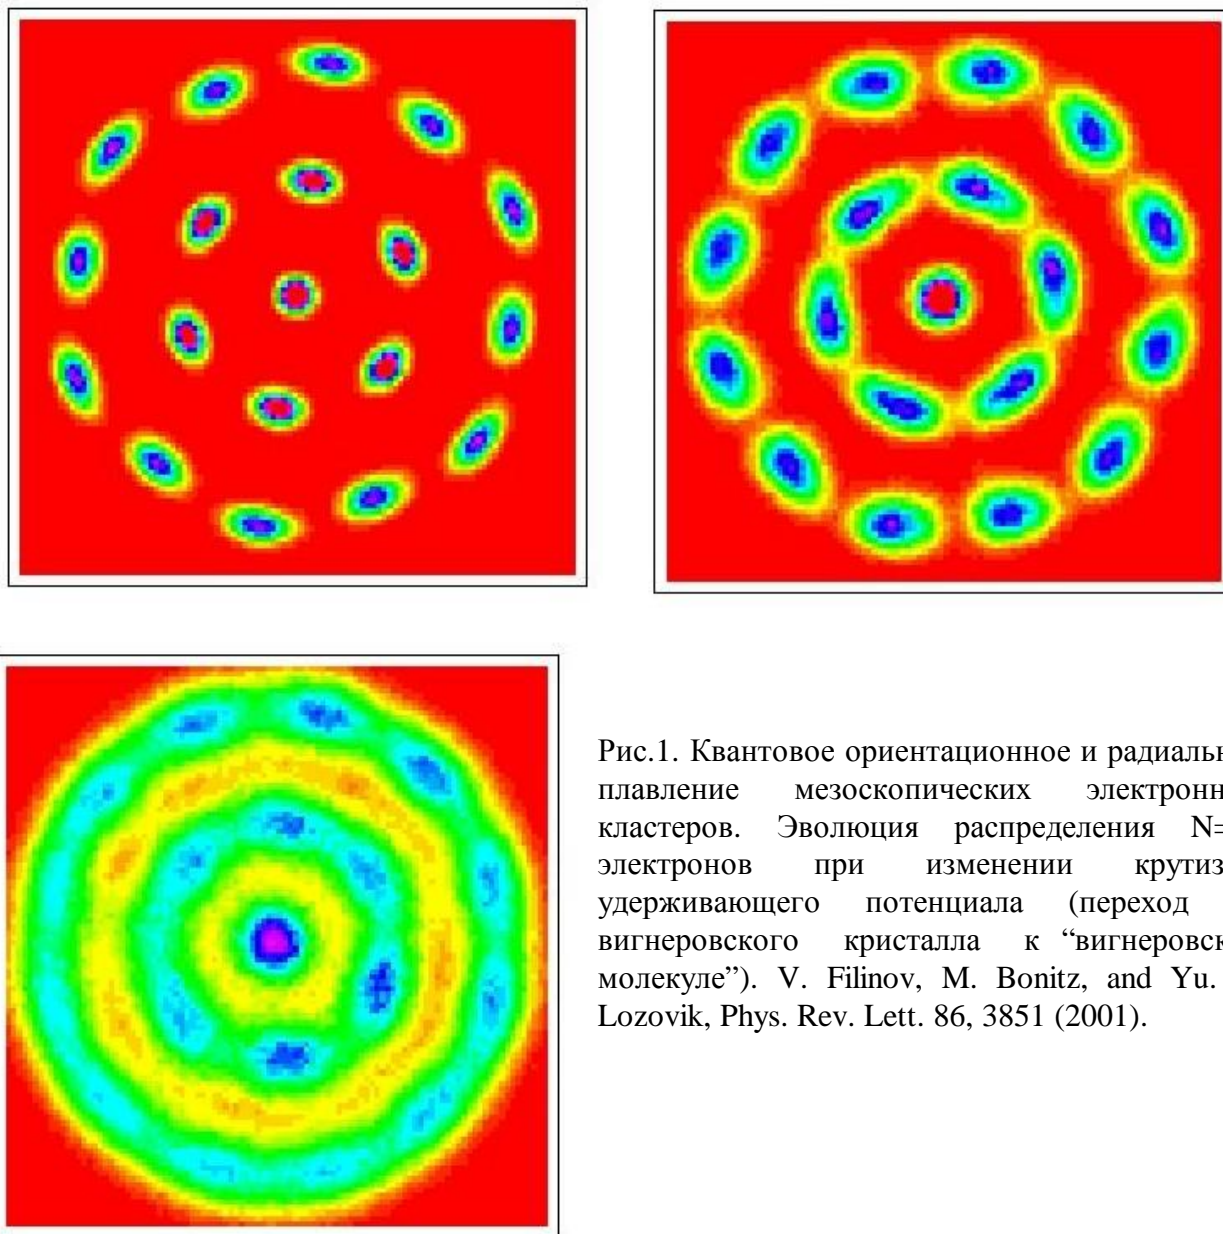 Рис.1. Квантовое ориентационное и радиальн
плавление мезоскопических электронн
кластеров. Эволюция распределения N=
электронов при изменении крутиз
удерживающего потенциала (переход
вигнеровского кристалла к “вигнеровск
молекуле”). V. Filinov, M. Bonitz, and Yu.
Lozovik, Phys. Rev. Lett. 86, 3851 (2001).